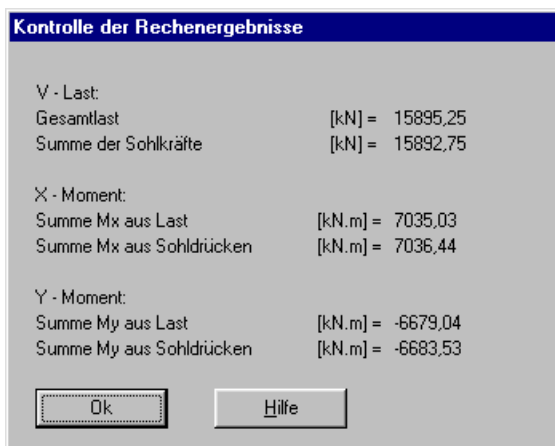 Kontrolle der Rechenergebnisse
V - Last:
Gesamtlast [kN] = 15895,25
Summe der Sohlkräfte [kN] = 15892,75
X - Moment:
Summe Mx aus Last [kN.m] = 7035,03
Summe Mx aus Sohldrücken [kN.m] = 7036,44
Y - Moment:
Summe My aus Last [kN.m] = -6679,04
Summe My aus Sohldrücken [kN.m] = -6683,53
Ok Hilfe